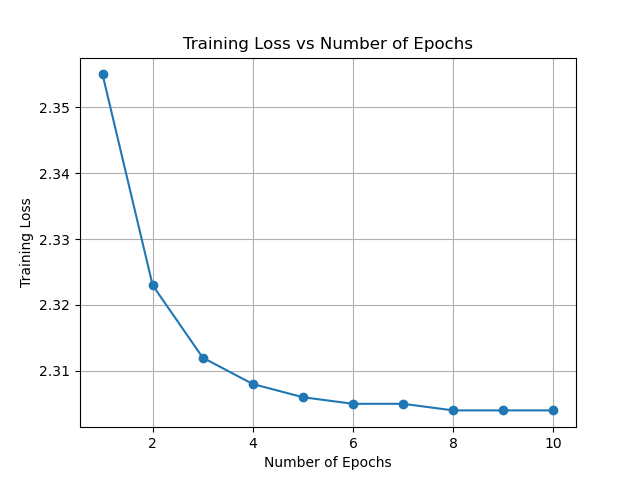 Training Loss vs Number of Epochs
2.35
2.34
2.33
2.32
2.31
Training Loss
2 4 6 8 10
Number of Epochs